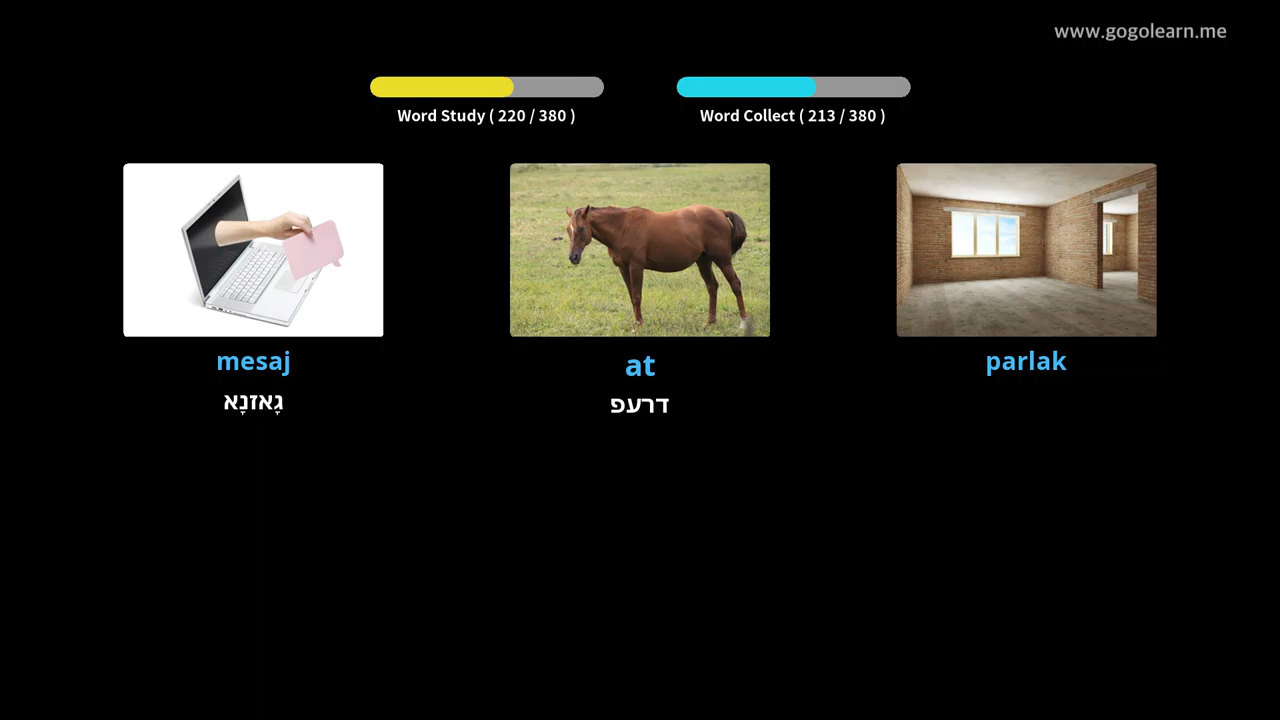 www.gogolearn.me
Word Study ( 220 / 380 )
Word Collect ( 213 / 380 )
mesaj
at
parlak
גָאזנָא
דרעפ